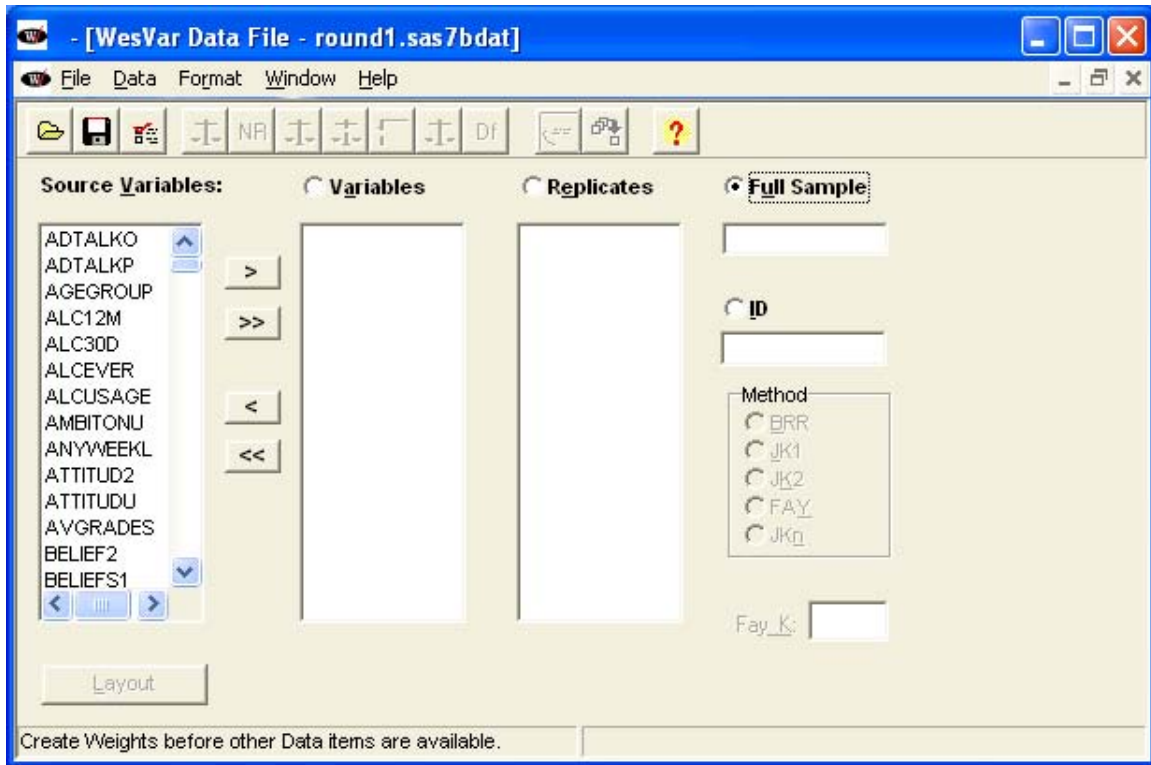 - [WesVar Data File - round1.sas7bdat]
File Data Format Window Help
NR Df ?
Source Variables: Variables Replicates Full Sample
ADTALKO
ADTALKP
AGEGROUP
ALC12M
ALC30D
ALCEVER
ALCUSAGE
AMBITONU
ANYWEEKL
ATTITUD2
ATTITUDU
AVGRADES
BELIEF2
BELIEFS1
>
>>
<
<<
ID
Method
BRR
JK1
JK2
FAY
JKn
Fay_K:
Layout
Create Weights before other Data items are available.